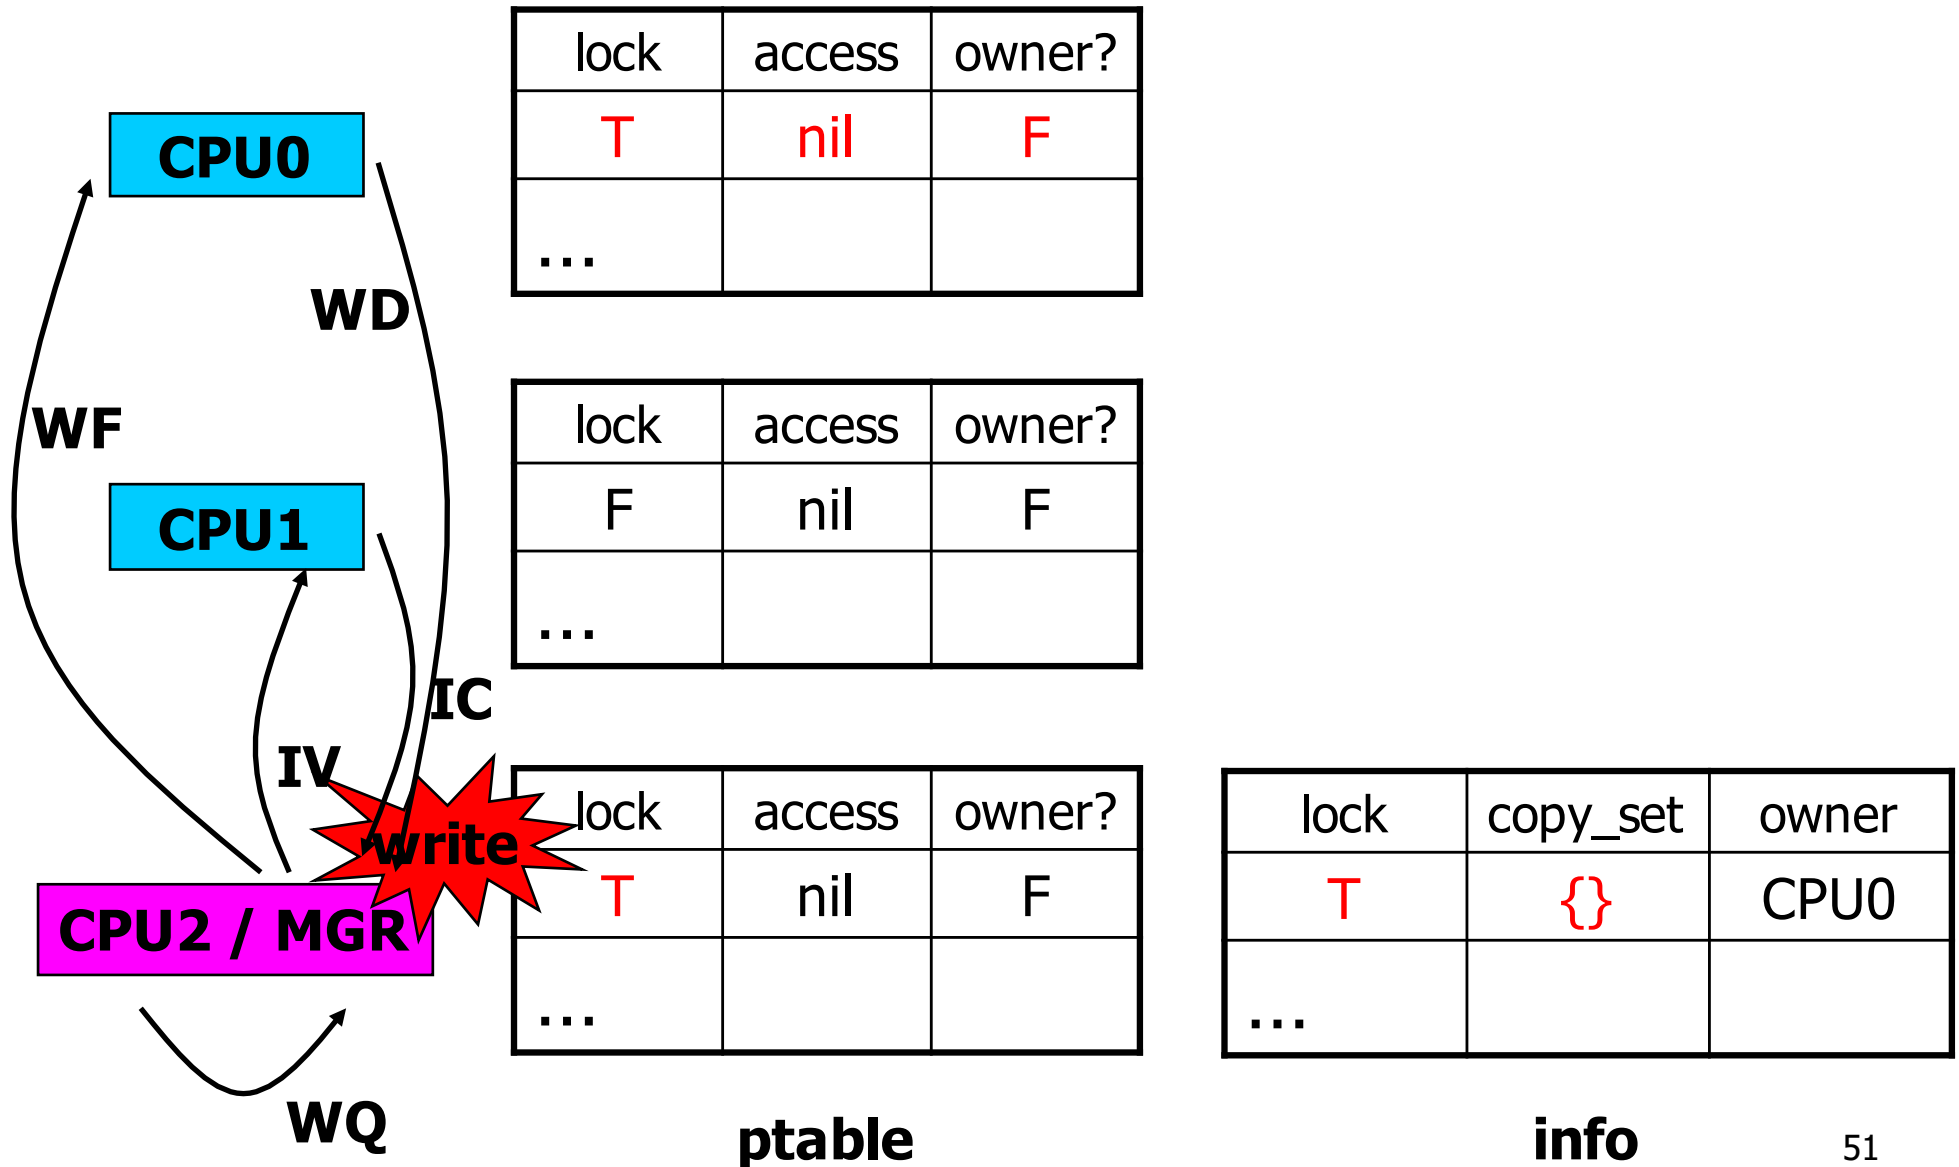 lock access owner?
T nil F
...
CPU0
WD
WF
lock access owner?
F nil F
...
CPU1
IC
IV
write
lock access owner?
T nil F
...
CPU2 / MGR
WQ
ptable
lock copy_set owner
T {} CPU0
...
info
51